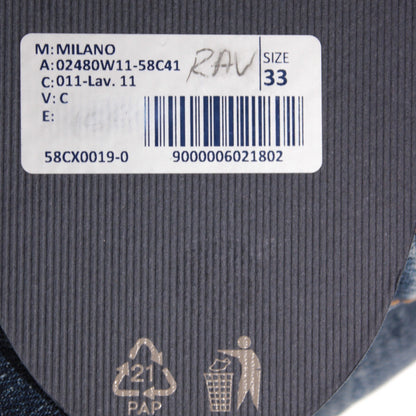 M: MILANO
A: 02480W11-58C41
C: 011-Lav. 11
V: C
E:
RAV
SIZE
33
58CX0019-0
9000006021802
21
PAP